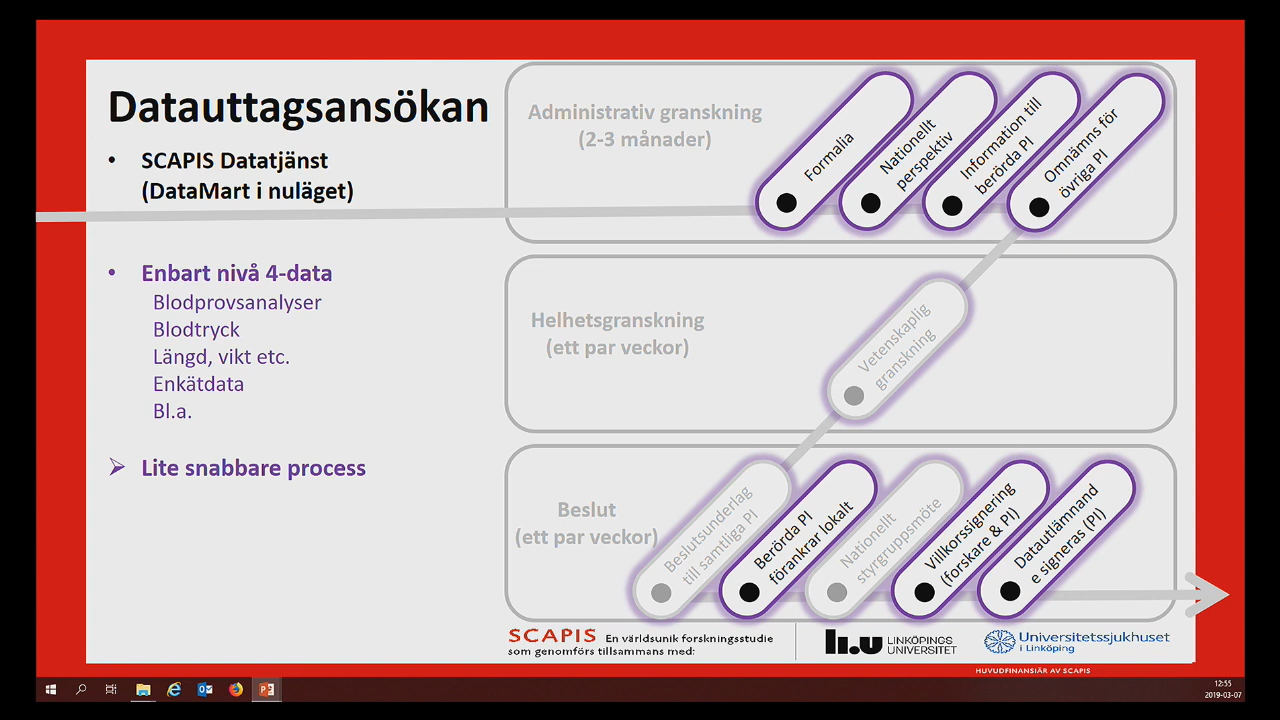 Datauttagsansökan
• SCAPIS Datatjänst
(DataMart i nuläget)
• Enbart nivå 4-data
Blodprovsanalyser
Blodtryck
Längd, vikt etc.
Enkätdata
Bl.a.
Lite snabbare process
Administrativ granskning
(2-3 månader)
Formalia
Nationellt
perspektiv
Information till
berörda PI
Omnämns för
övriga PI
Helhetsgranskning
(ett par veckor)
Vetenskaplig
granskning
Beslut
(ett par veckor)
Beslutsunderlag
till samtliga PI
Berörda PI
förankrar lokalt
Nationellt
styrgruppsmöte
Villkorssignering
(forskare & PI)
Datautlämnand
e signeras (PI)
SCAPIS En världsunik forskningsstudie
som genomförs tillsammans med:
li.u LINKÖPINGS
UNIVERSITET
Universitetssjukhuset
i Linköping
HUVUDFINANSIÄR AV SCAPIS
12:55
2019-03-07